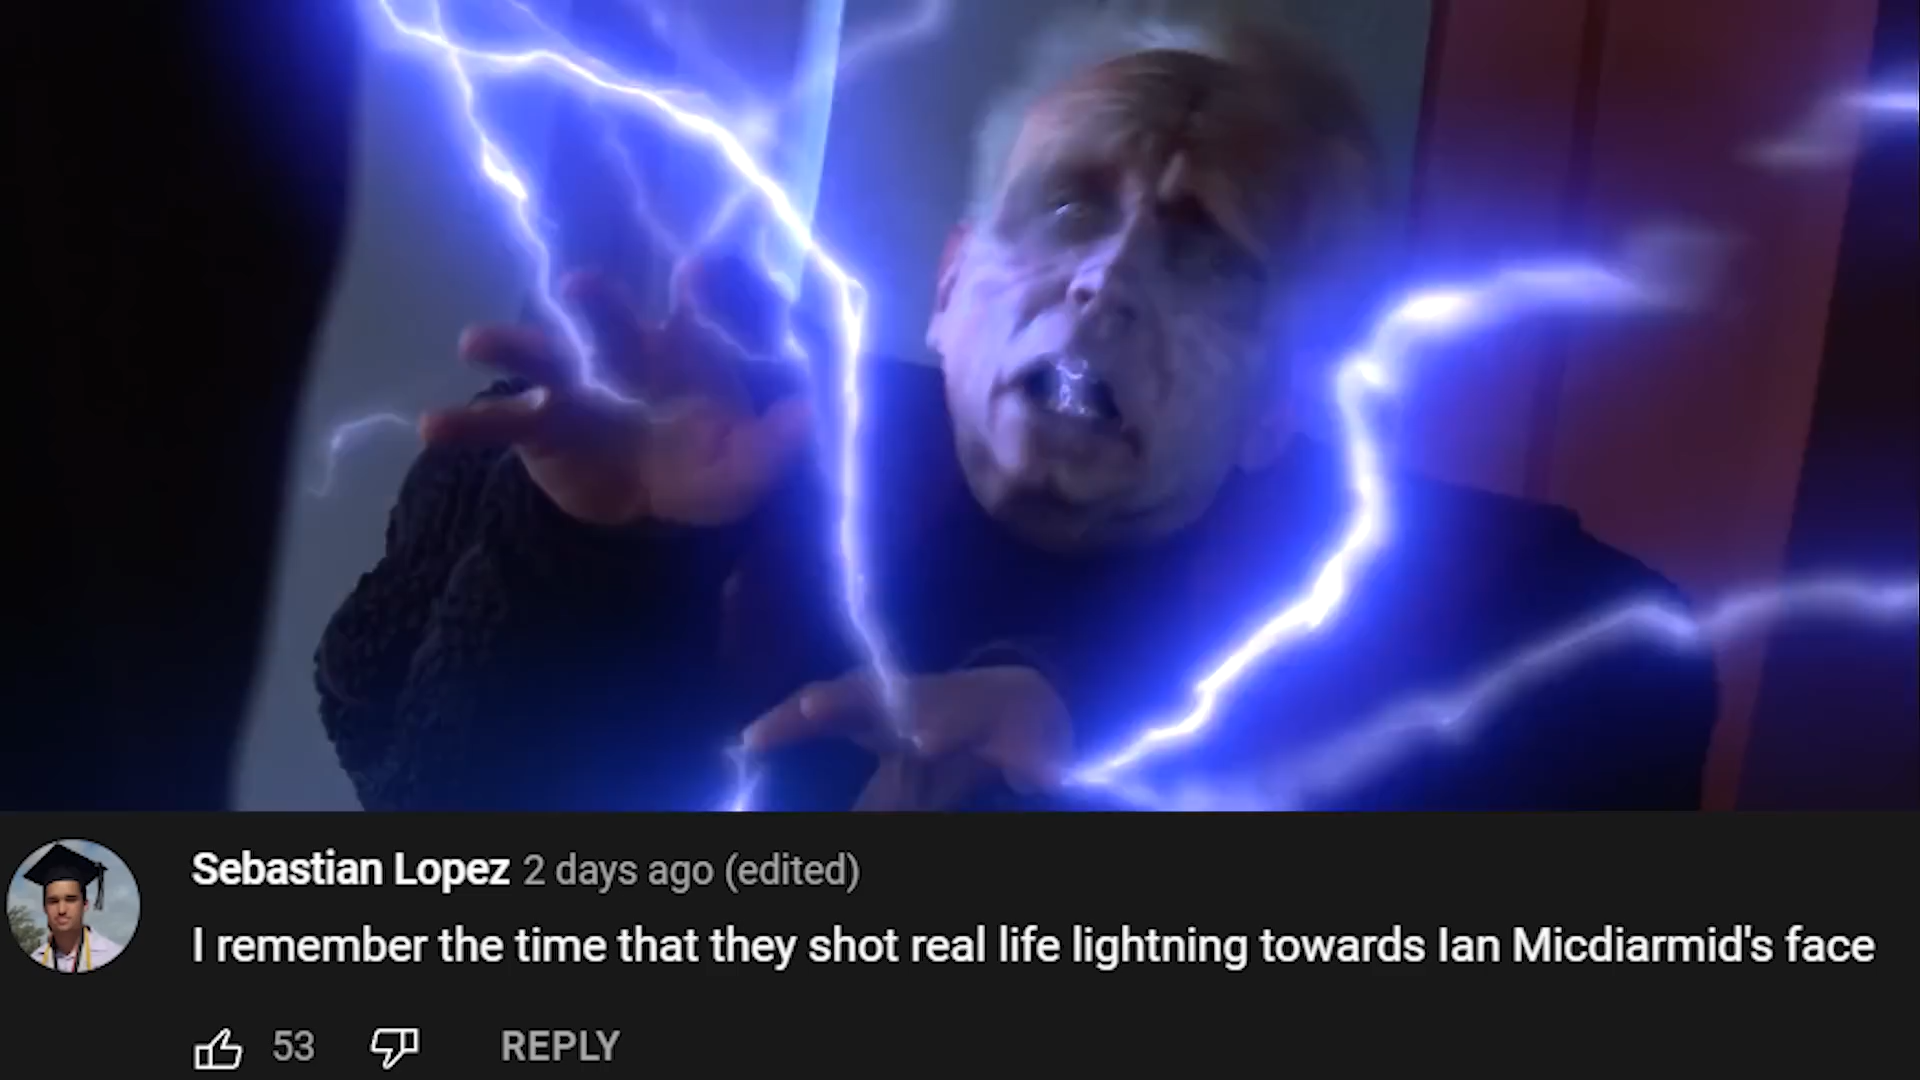 Sebastian Lopez 2 days ago (edited)
I remember the time that they shot real life lightning towards Ian Micdiarmid's face
53 REPLY